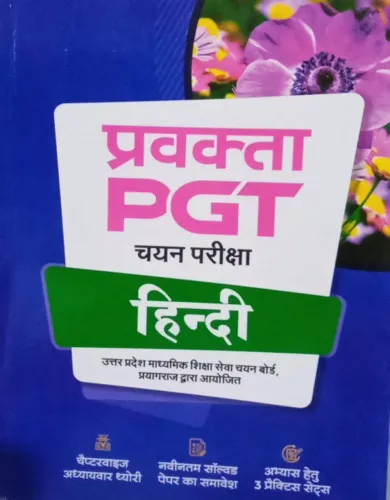 प्रवक्ता
PGT
चयन परीक्षा
हिन्दी
उत्तर प्रदेश माध्यमिक शिक्षा सेवा चयन बोर्ड,
प्रयागराज द्वारा आयोजित
चैप्टरवाइज
अध्यायवार थ्योरी
नवीनतम सॉल्वड
पेपर का समावेश
अभ्यास हेतु
3 प्रैक्टिस सेट्स